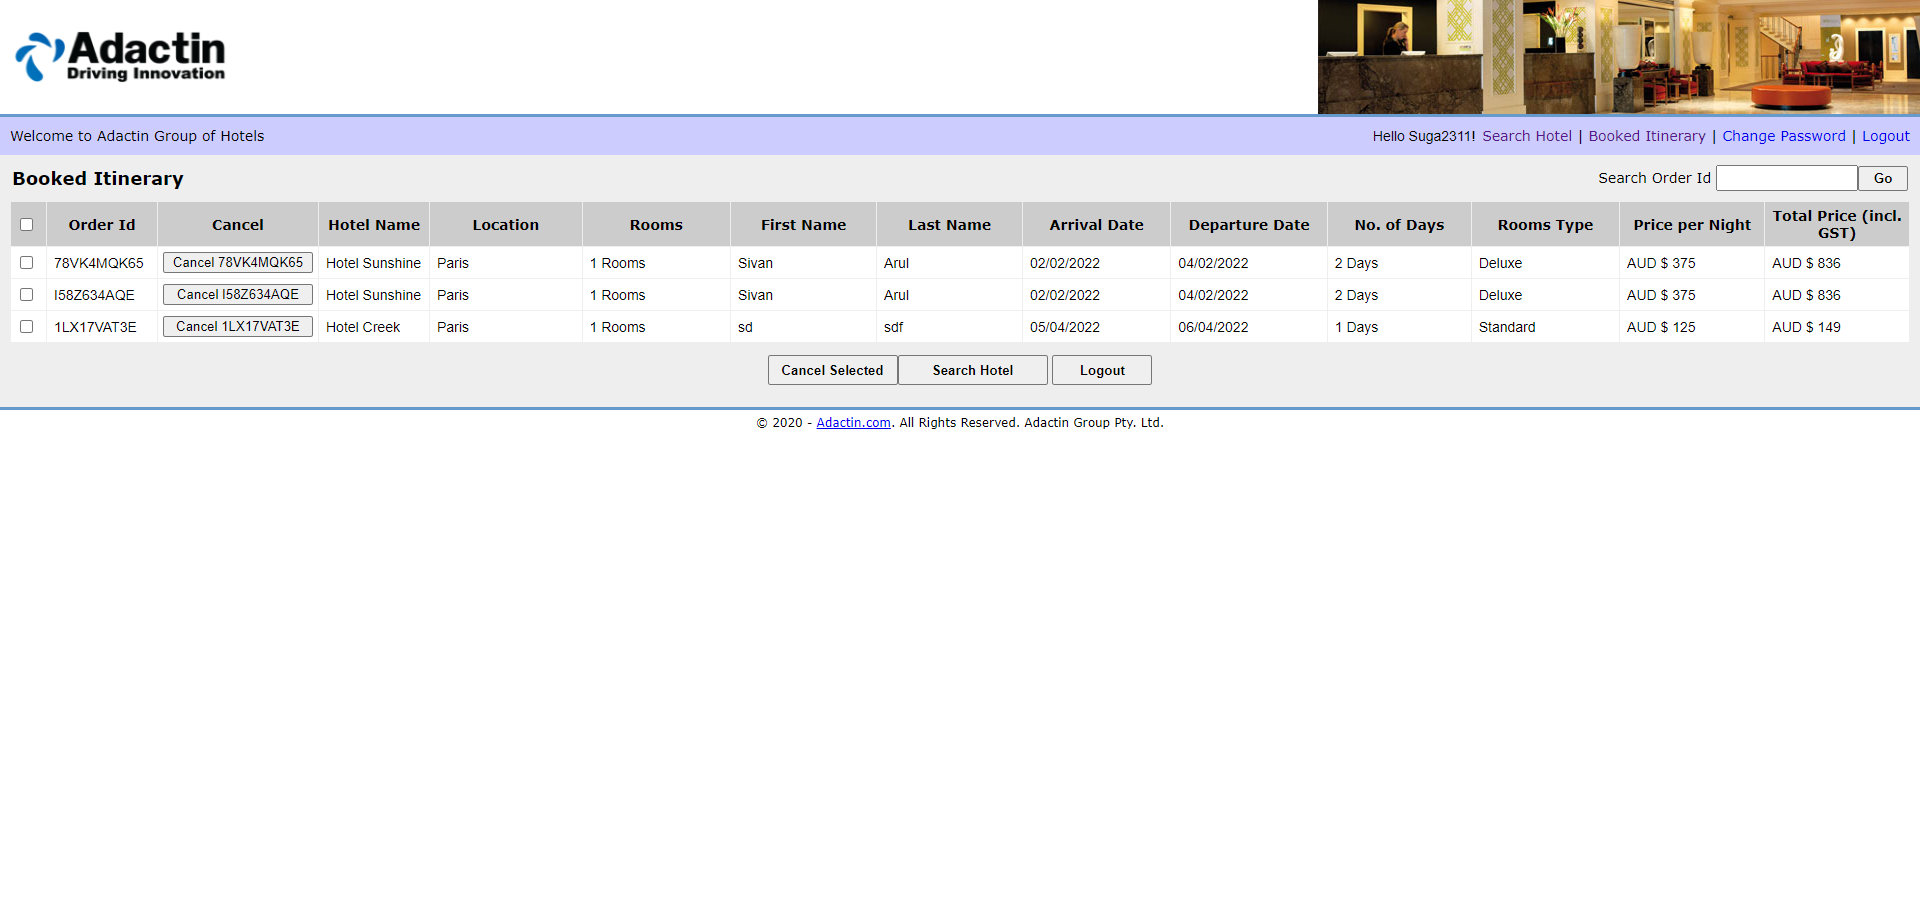 Adactin
Driving Innovation
Welcome to Adactin Group of Hotels
Hello Suga2311! Search Hotel | Booked Itinerary | Change Password | Logout
Booked Itinerary
Search Order Id Go
Order Id Cancel Hotel Name Location Rooms First Name Last Name Arrival Date Departure Date No. of Days Rooms Type Price per Night Total Price (incl. GST)
78VK4MQK65 Cancel 78VK4MQK65 Hotel Sunshine Paris 1 Rooms Sivan Arul 02/02/2022 04/02/2022 2 Days Deluxe AUD $ 375 AUD $ 836
I58Z634AQE Cancel I58Z634AQE Hotel Sunshine Paris 1 Rooms Sivan Arul 02/02/2022 04/02/2022 2 Days Deluxe AUD $ 375 AUD $ 836
1LX17VAT3E Cancel 1LX17VAT3E Hotel Creek Paris 1 Rooms sd sdf 05/04/2022 06/04/2022 1 Days Standard AUD $ 125 AUD $ 149
Cancel Selected Search Hotel Logout
© 2020 - Adactin.com. All Rights Reserved. Adactin Group Pty. Ltd.